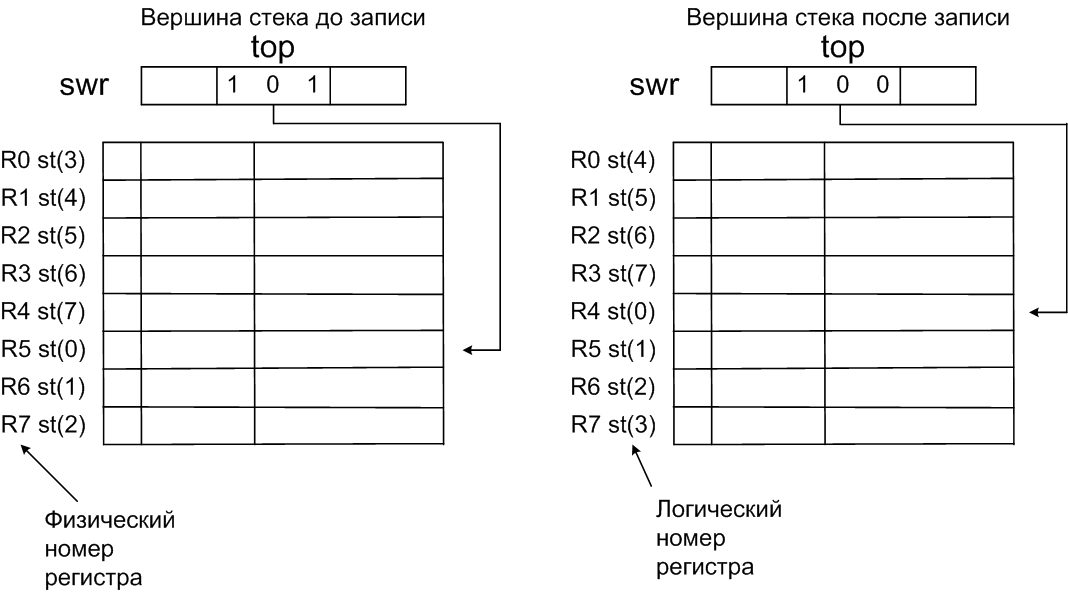 Вершина стека до записи
top
swr 1 0 1
R0 st(3)
R1 st(4)
R2 st(5)
R3 st(6)
R4 st(7)
R5 st(0)
R6 st(1)
R7 st(2)
Физический
номер
регистра
Вершина стека после записи
top
swr 1 0 0
R0 st(4)
R1 st(5)
R2 st(6)
R3 st(7)
R4 st(0)
R5 st(1)
R6 st(2)
R7 st(3)
Логический
номер
регистра